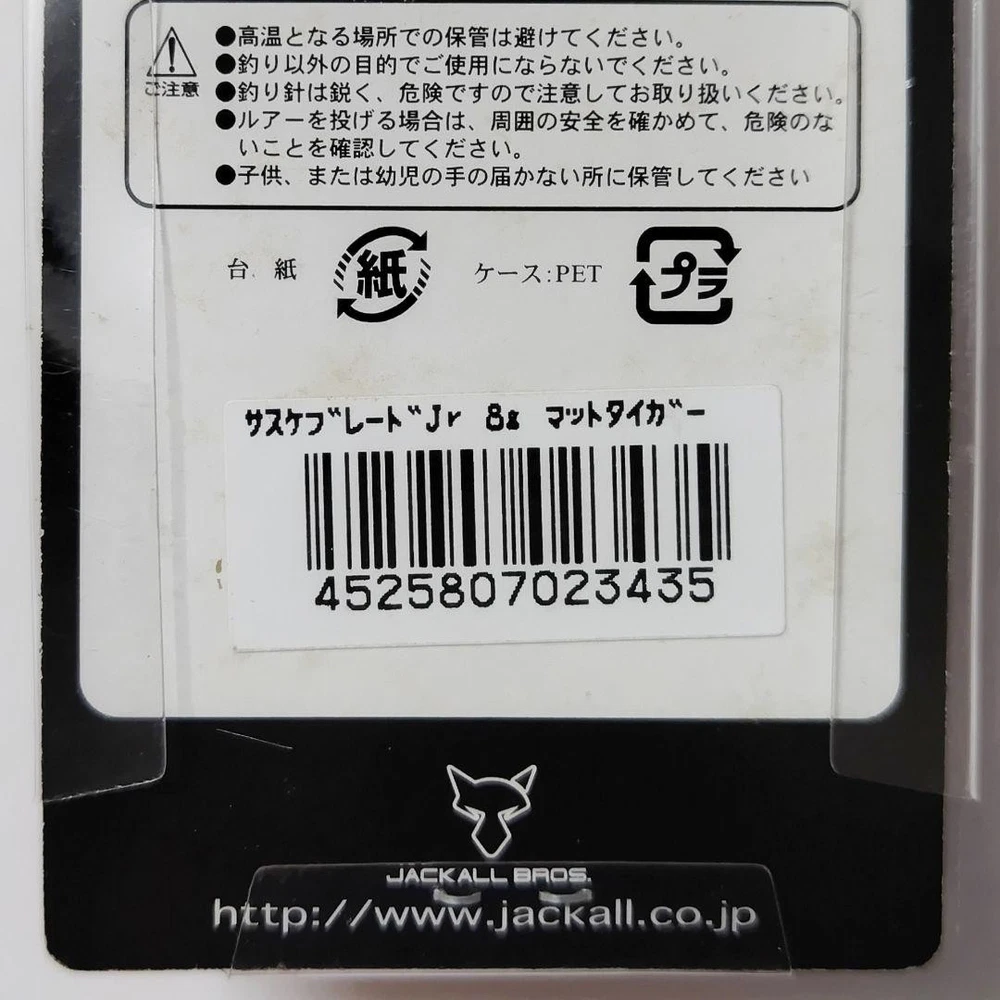 ●高温となる場所での保管は避けてください。
●釣り以外の目的でご使用にならないでください。
ご注意
●釣り針は鋭く、危険ですので注意してお取り扱いください。
●ルアーを投げる場合は、周囲の安全を確かめて、危険のな
いことを確認してください。
●子供、または幼児の手の届かない所に保管してください
台 紙 紙 ケース:PET プラ
ｻｽｹﾌﾞﾚｰﾄﾞJr 8g ﾏｯﾄﾀｲｶﾞｰ
4525807023435
JACKALL BROS.
http://www.jackall.co.jp